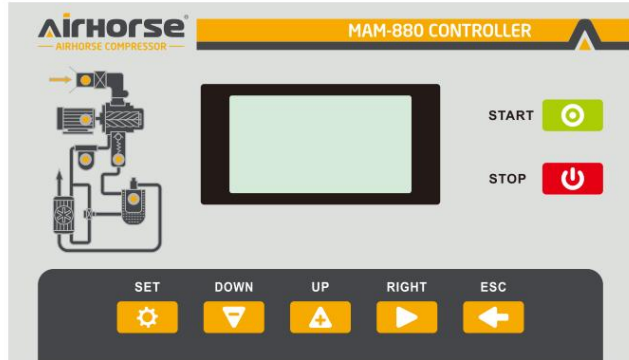 AIRHORSE
AIRHORSE COMPRESSOR
MAM-880 CONTROLLER
START
STOP
SET
DOWN
UP
RIGHT
ESC